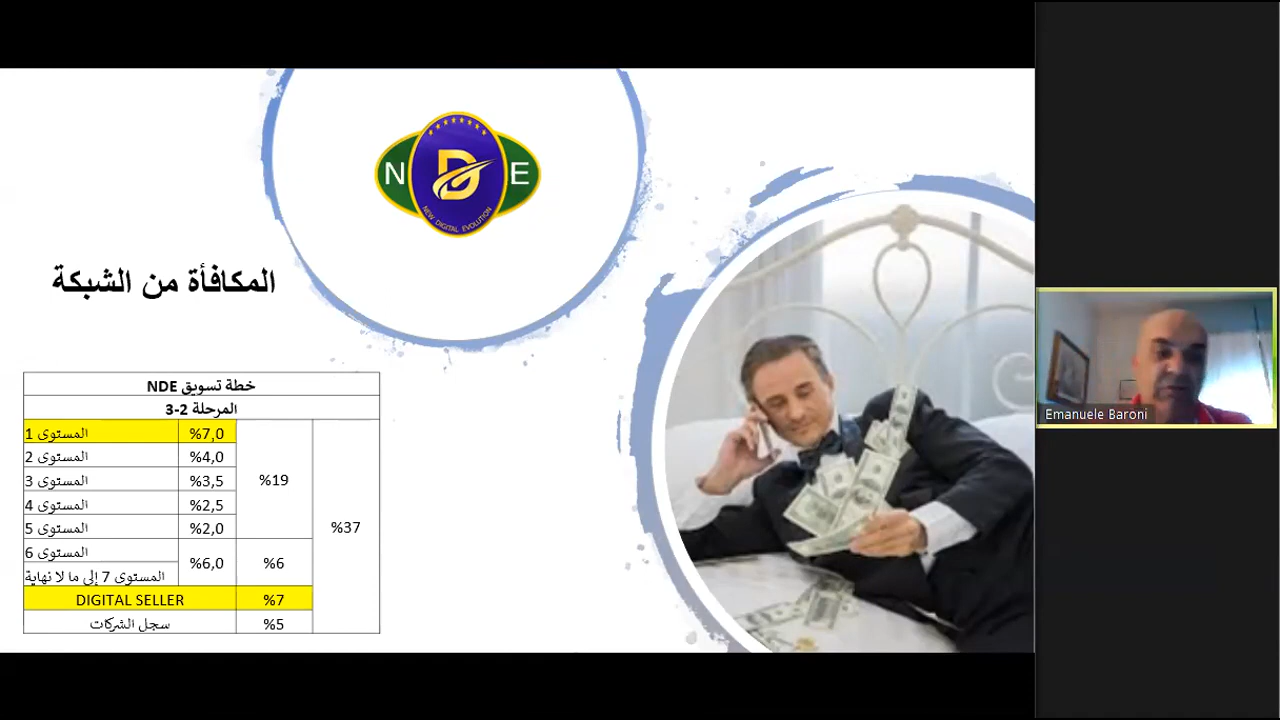 N
D
E
NEW DIGITAL EVOLUTION
المكافأة من الشبكة
خطة تسويق NDE
المرحلة 2-3
المستوى 1 %7,0
المستوى 2 %4,0
المستوى 3 %3,5
المستوى 4 %2,5
المستوى 5 %2,0
%19
المستوى 6
المستوى 7 إلى ما لا نهاية
%6,0 %6
%37
DIGITAL SELLER %7
سجل الشركات %5
Emanuele Baroni